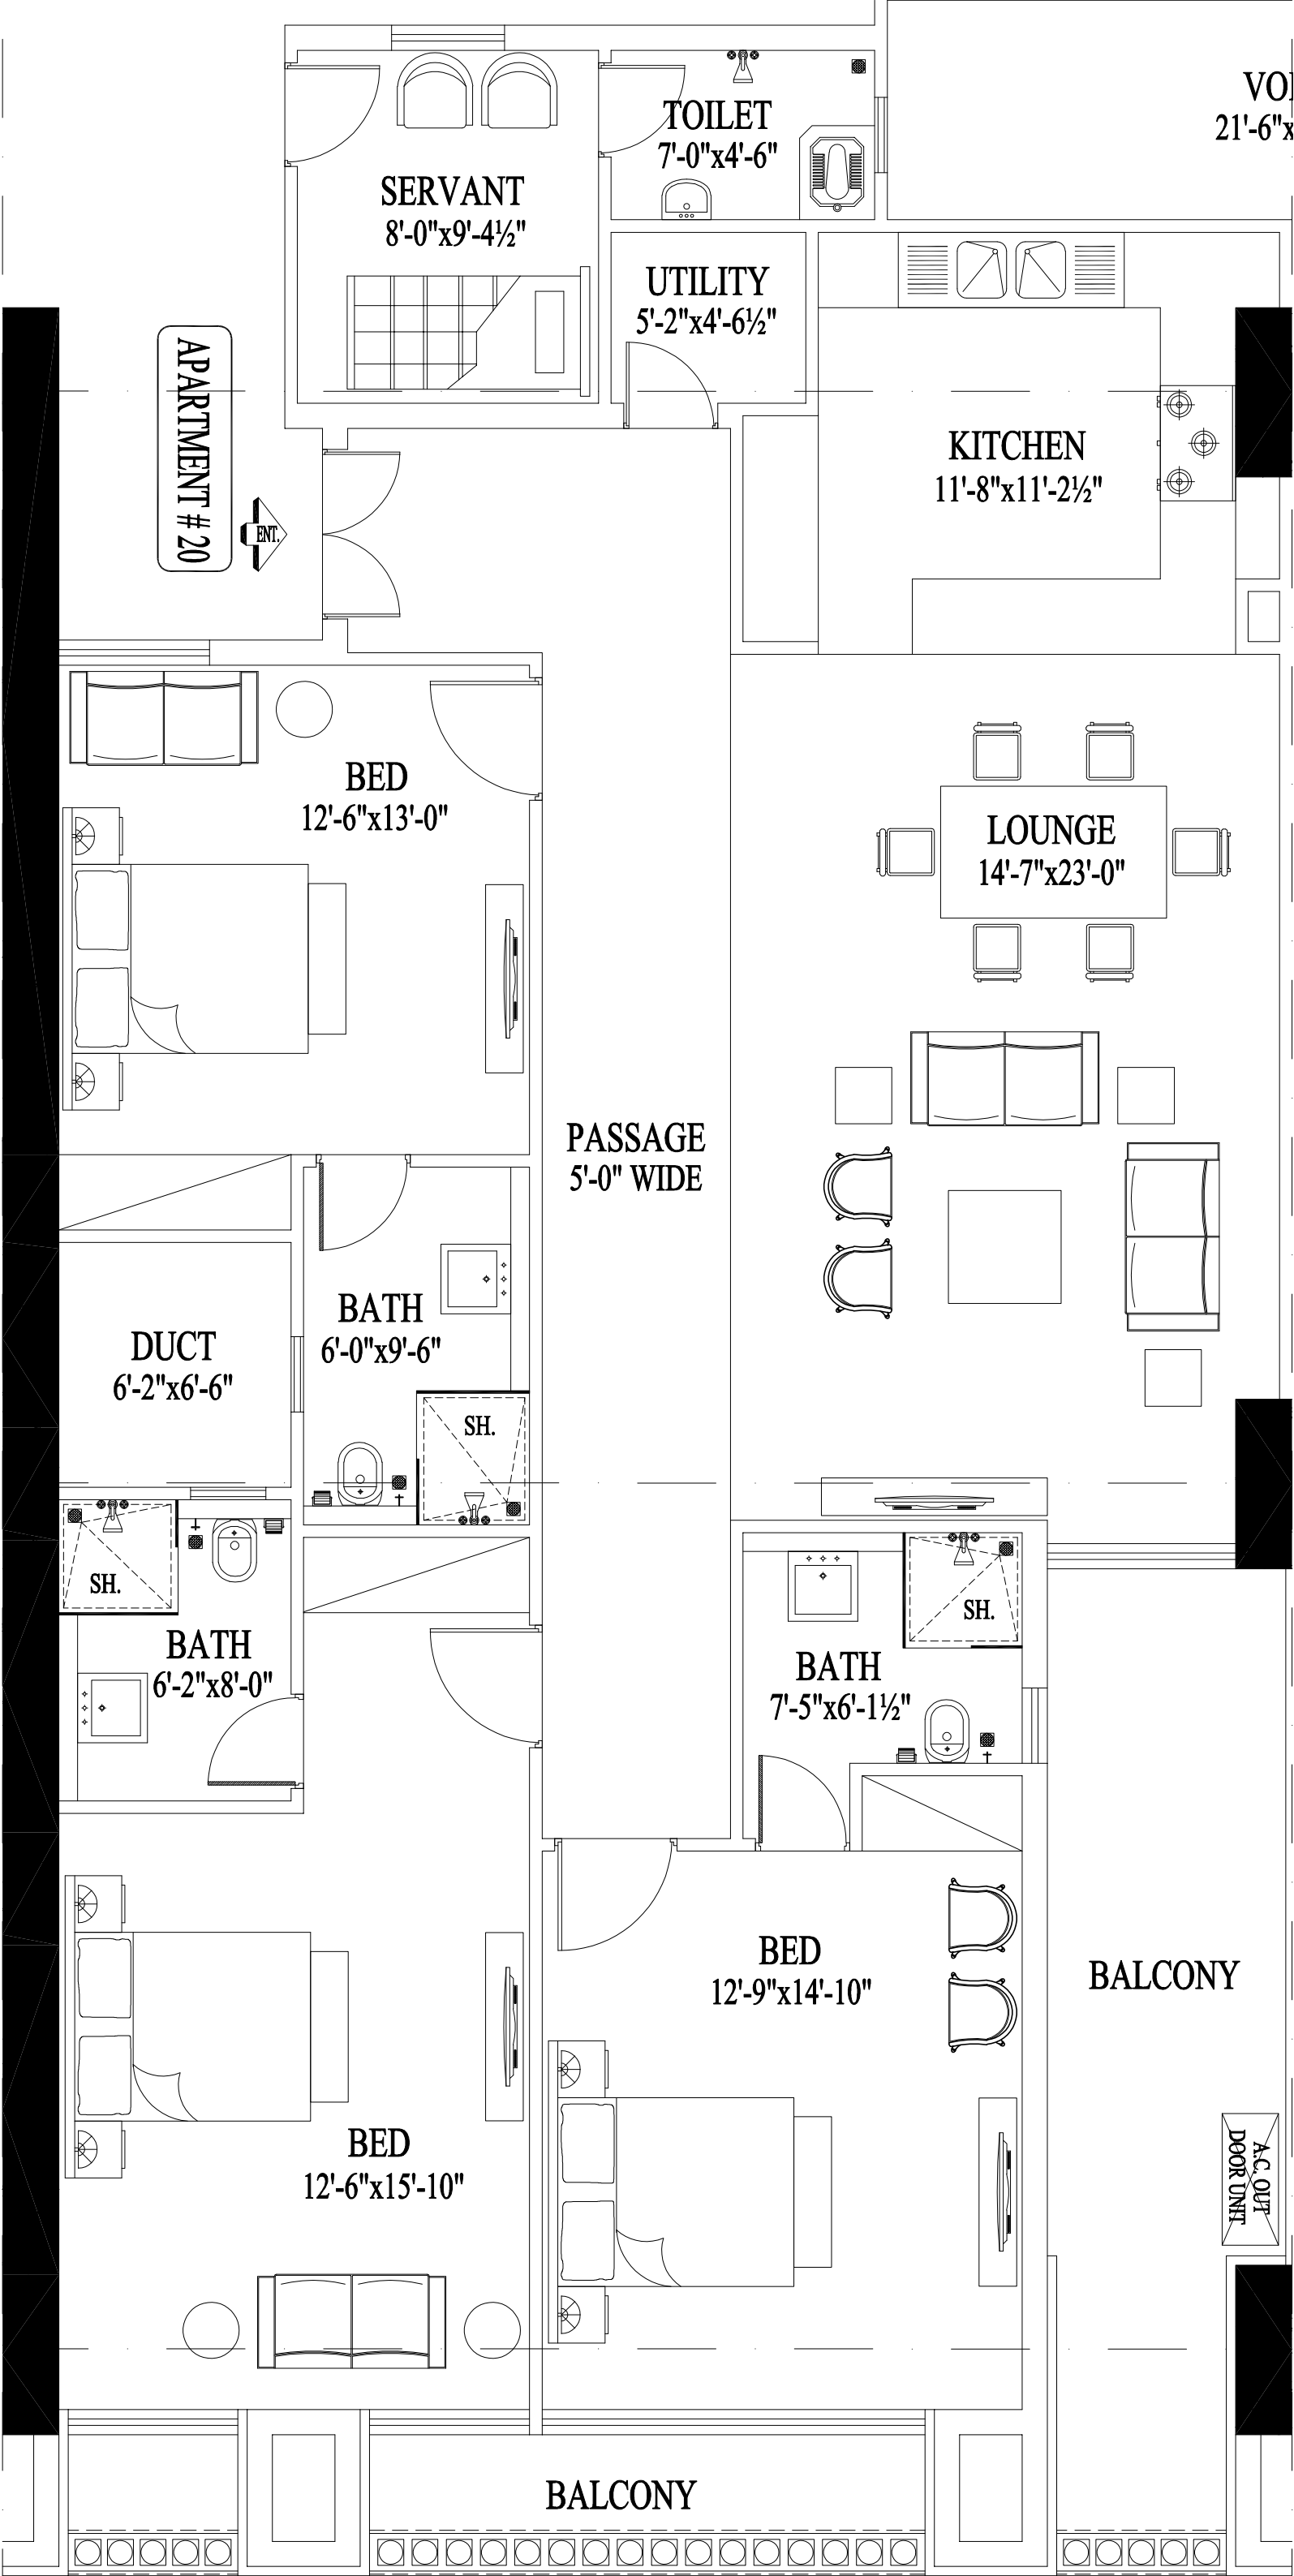 VO
21'-6"x
TOILET
7'-0"x4'-6"
SERVANT
8'-0"x9'-4½"
UTILITY
5'-2"x4'-6½"
APARTMENT # 20
ENT.
KITCHEN
11'-8"x11'-2½"
BED
12'-6"x13'-0"
LOUNGE
14'-7"x23'-0"
PASSAGE
5'-0" WIDE
BATH
6'-0"x9'-6"
DUCT
6'-2"x6'-6"
SH.
SH.
BATH
6'-2"x8'-0"
SH.
BATH
7'-5"x6'-1½"
BED
12'-9"x14'-10"
BALCONY
BED
12'-6"x15'-10"
A.C. OUT
DOOR UNIT
BALCONY